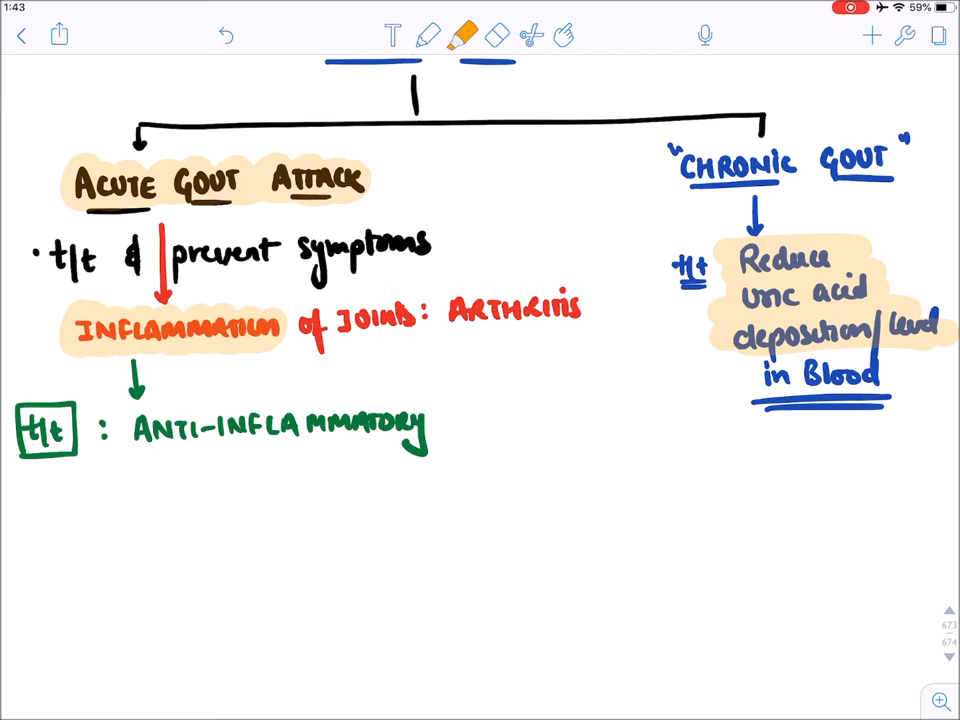 1:43
59%
T
ACUTE GOUT ATTACK
• t/t & prevent symptoms
INFLAMMATION of JOINTS: ARTHRITIS
t/t : ANTI-INFLAMMATORY
"CHRONIC GOUT"
t/t Reduce
Uric acid
deposition/level
in Blood
673
674